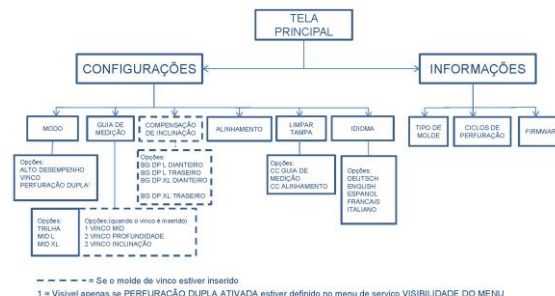 TELA
PRINCIPAL
CONFIGURAÇÕES
INFORMAÇÕES
MODO
GUIA DE
MEDIÇÃO
COMPENSAÇÃO
DE INCLINAÇÃO
ALINHAMENTO
LIMPAR
TAMPA
IDIOMA
TIPO DE
MOLDE
CICLOS DE
PERFURAÇÃO
FIRMWAR
Opções:
ALTO DESEMPENHO
VINCO
PERFURAÇÃO DUPLA¹
Opções:
BG DP L DIANTEIRO
BG DP L TRASEIRO
BG DP XL DIANTEIRO
BG DP XL TRASEIRO
Opções:
CC GUIA DE
MEDIÇÃO
CC ALINHAMENTO
Opções:
DEUTSCH
ENGLISH
ESPANOL
FRANCAIS
ITALIANO
Opções:
TRILHA
MID L
MID XL
Opções:(quando o vinco é inserido)
1 VINCO MID
2 VINCO PROFUNDIDADE
2 VINCO INCLINAÇÃO
= Se o molde de vinco estiver inserido
1 = Visível apenas se PERFURAÇÃO DUPLA ATIVADA estiver definido no menu de serviço VISIBILIDADE DO MENU